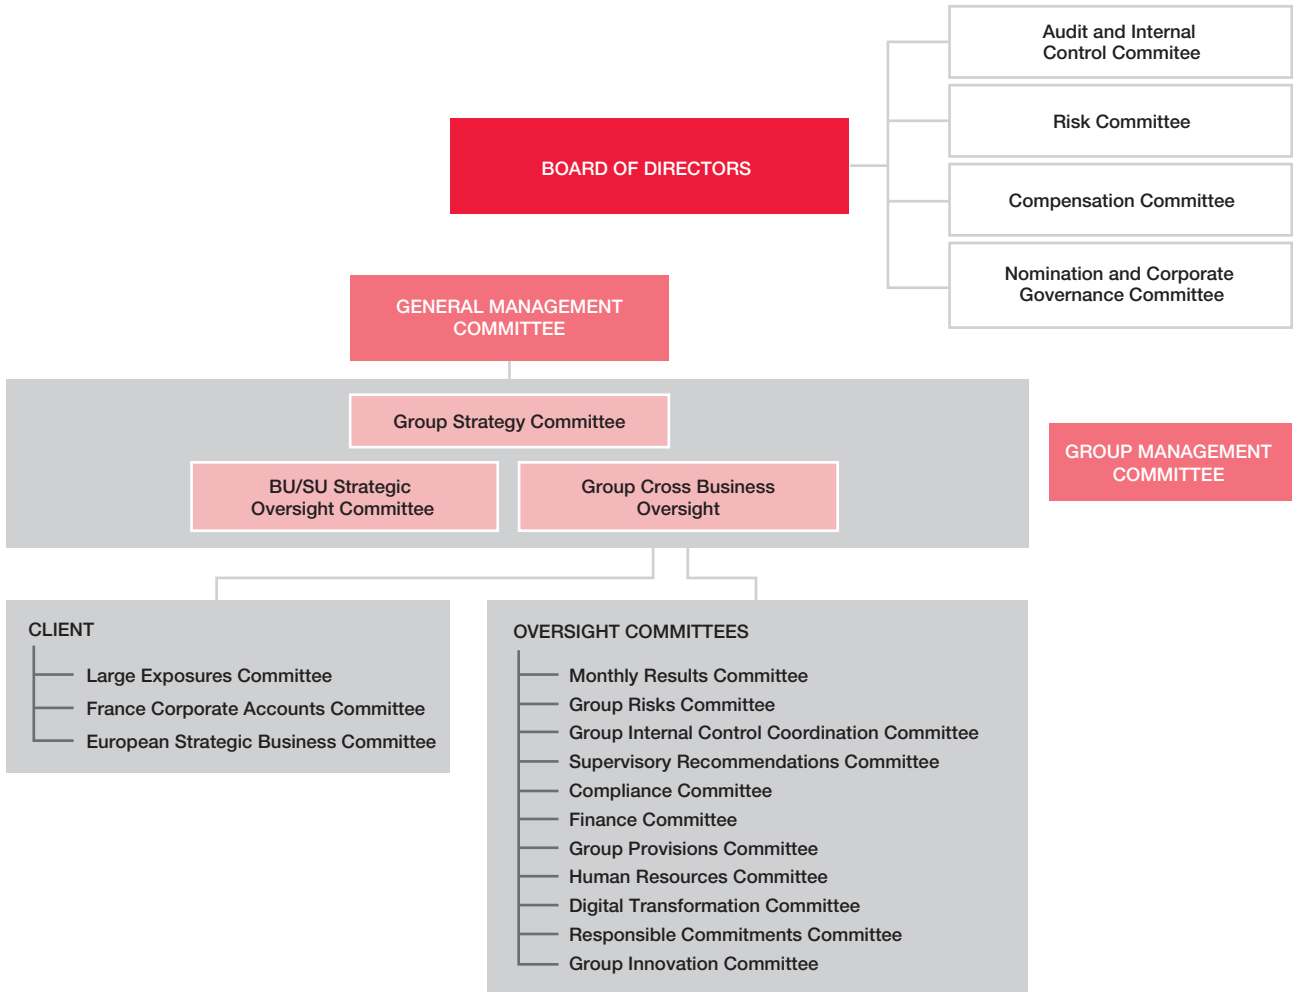 Audit and Internal
Control Commitee
Risk Committee
BOARD OF DIRECTORS
Compensation Committee
Nomination and Corporate
Governance Committee
GENERAL MANAGEMENT
COMMITTEE
Group Strategy Committee
GROUP MANAGEMENT
COMMITTEE
BU/SU Strategic
Oversight Committee
Group Cross Business
Oversight
CLIENT
Large Exposures Committee
France Corporate Accounts Committee
European Strategic Business Committee
OVERSIGHT COMMITTEES
Monthly Results Committee
Group Risks Committee
Group Internal Control Coordination Committee
Supervisory Recommendations Committee
Compliance Committee
Finance Committee
Group Provisions Committee
Human Resources Committee
Digital Transformation Committee
Responsible Commitments Committee
Group Innovation Committee